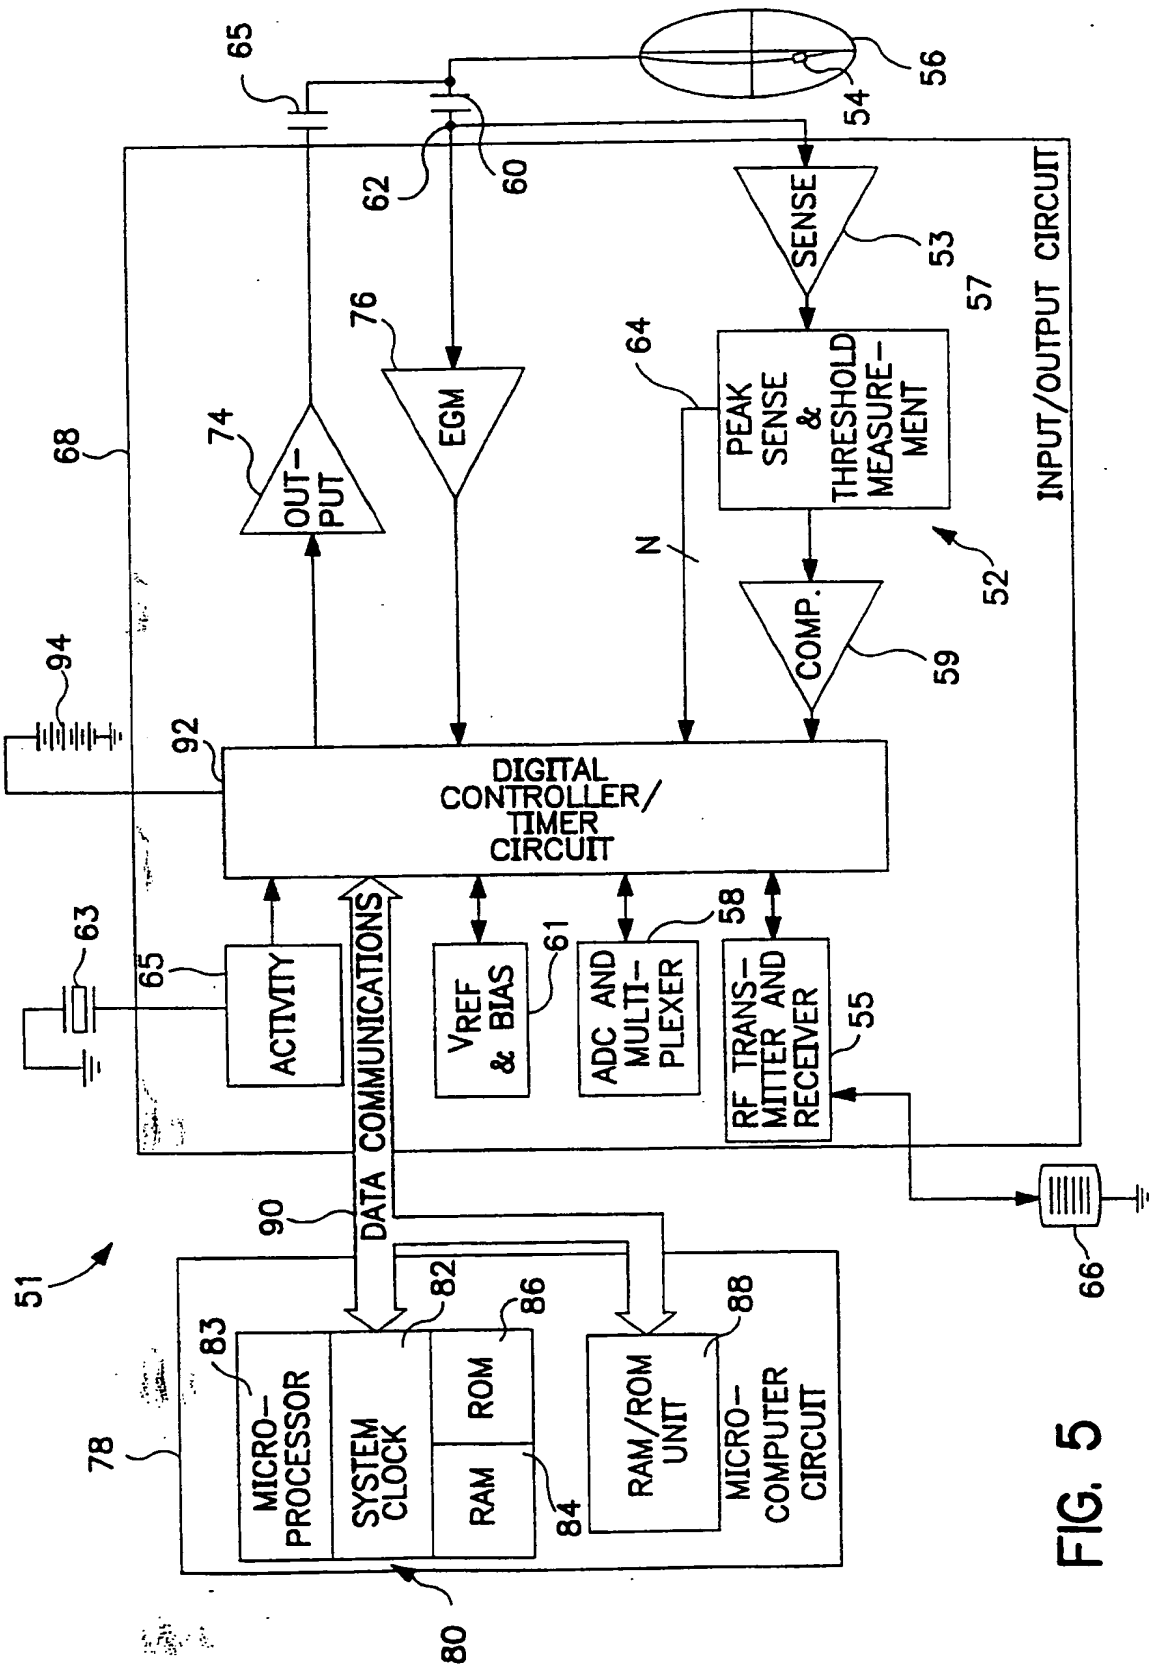 51
78
83
MICRO-
PROCESSOR
SYSTEM
CLOCK
82
RAM
ROM
86
84
80
RAM/ROM
UNIT
88
MICRO-
COMPUTER
CIRCUIT
90
DATA COMMUNICATIONS
63
65
ACTIVITY
VREF
& BIAS
61
ADC AND
MULTI-
PLEXER
58
RF TRANS-
MITTER AND
RECEIVER
55
66
94
92
DIGITAL
CONTROLLER/
TIMER
CIRCUIT
68
74
OUT-
PUT
76
EGM
N
64
COMP.
59
52
PEAK
SENSE
&
THRESHOLD
MEASURE-
MENT
57
SENSE
53
INPUT/OUTPUT CIRCUIT
65
62
60
54
56
FIG. 5